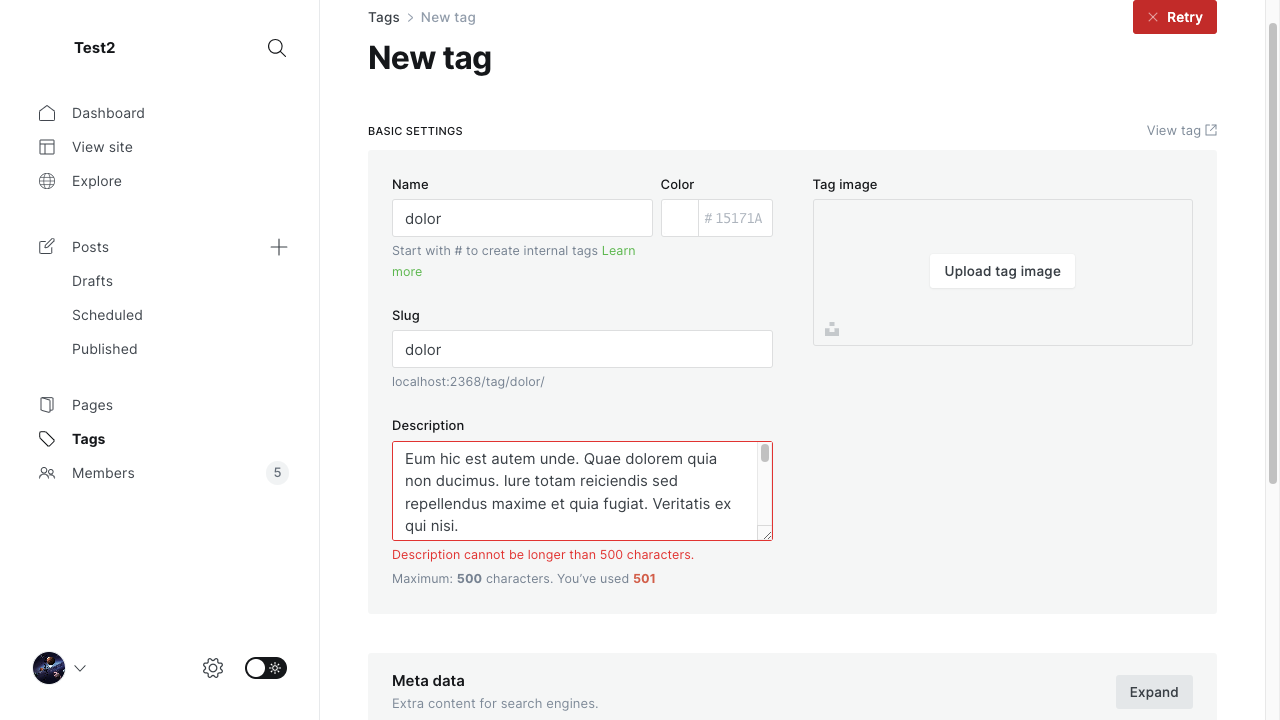 Test2
Dashboard
View site
Explore
Posts
Drafts
Scheduled
Published
Pages
Tags
Members
5
Tags
New tag
Retry
New tag
BASIC SETTINGS
View tag
Name
dolor
Start with # to create internal tags Learn
more
Color
# 15171A
Slug
dolor
localhost:2368/tag/dolor/
Description
Eum hic est autem unde. Quae dolorem quia
non ducimus. Iure totam reiciendis sed
repellendus maxime et quia fugiat. Veritatis ex
qui nisi.
Description cannot be longer than 500 characters.
Maximum: 500 characters. You’ve used 501
Tag image
Upload tag image
Meta data
Extra content for search engines.
Expand